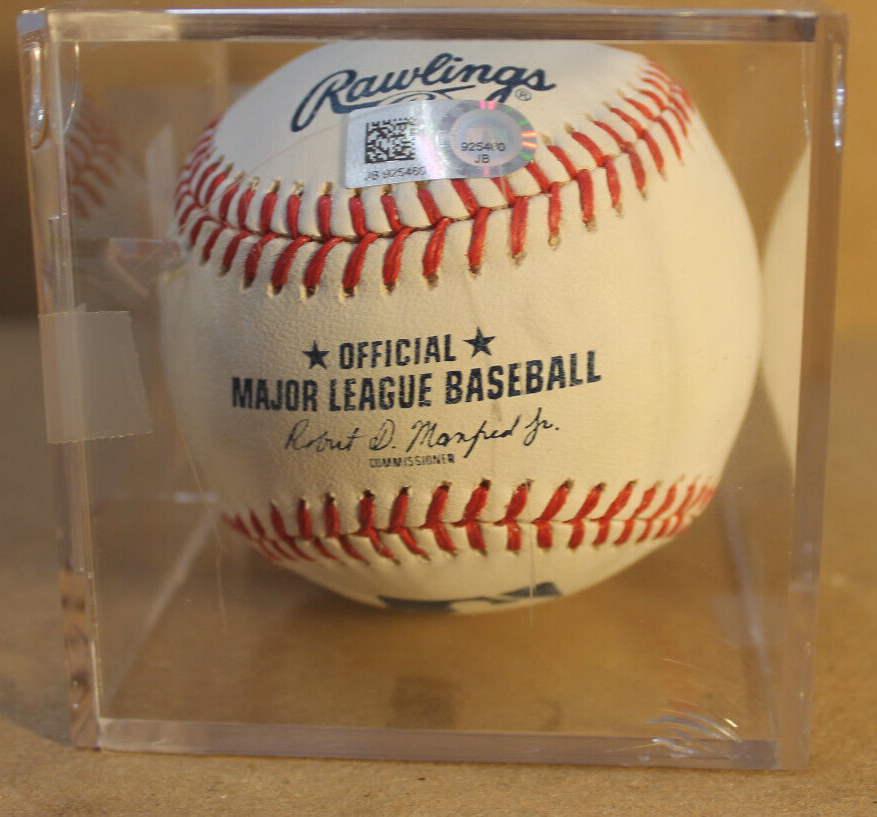 Rawlings®
925460
JB
JB 925460
★ OFFICIAL ★
MAJOR LEAGUE BASEBALL
Robert D. Manfred Jr.
COMMISSIONER